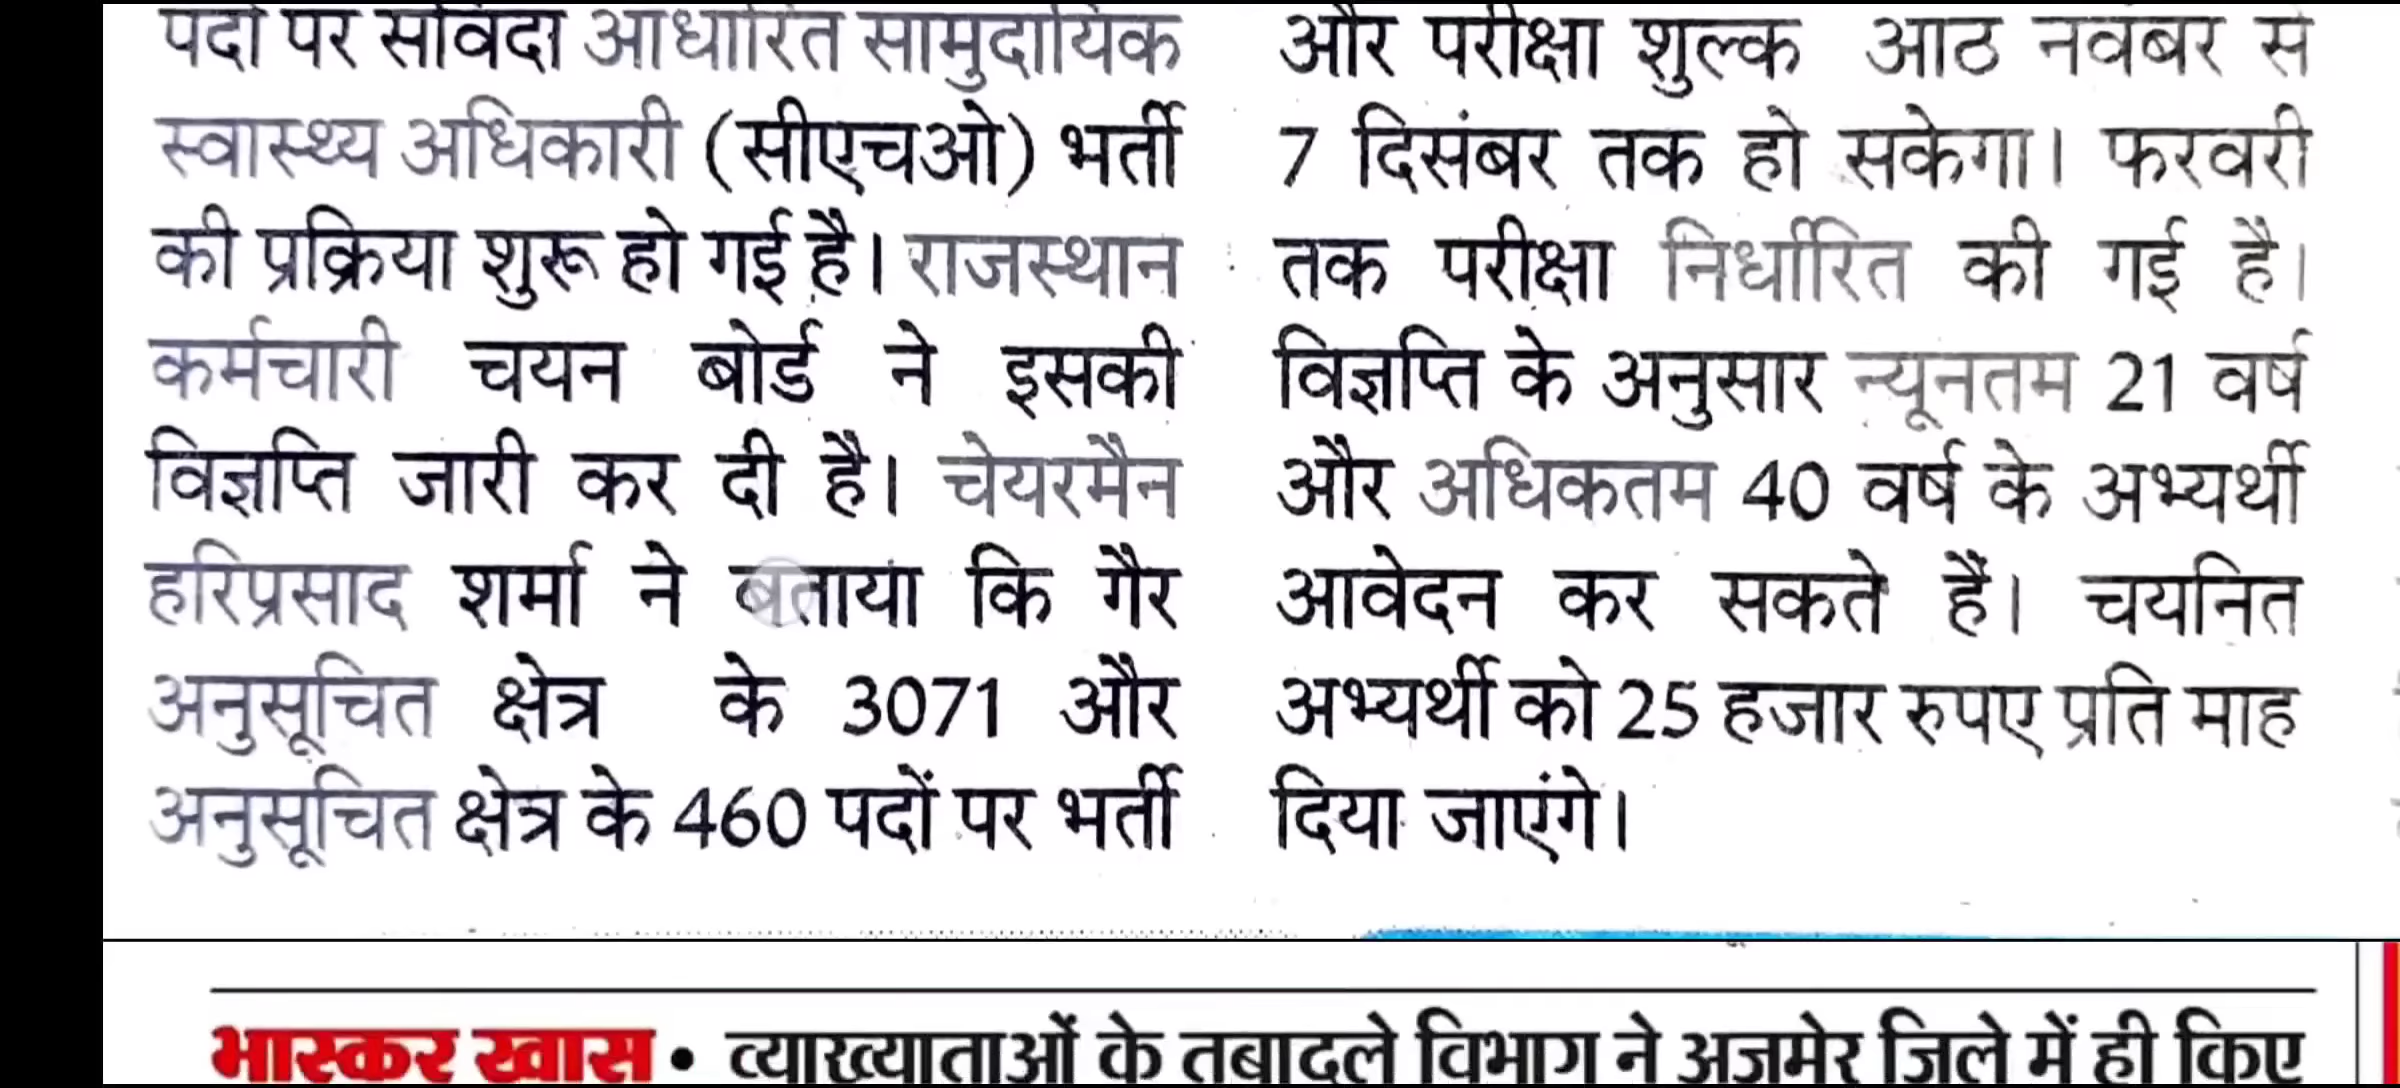 पदों पर संविदा आधारित सामुदायिक
स्वास्थ्य अधिकारी (सीएचओ) भर्ती
की प्रक्रिया शुरू हो गई है। राजस्थान
कर्मचारी चयन बोर्ड ने इसकी
विज्ञप्ति जारी कर दी है। चेयरमैन
हरिप्रसाद शर्मा ने बताया कि गैर
अनुसूचित क्षेत्र के 3071 और
अनुसूचित क्षेत्र के 460 पदों पर भर्ती
और परीक्षा शुल्क आठ नवंबर से
7 दिसंबर तक हो सकेगा। फरवरी
तक परीक्षा निर्धारित की गई है।
विज्ञप्ति के अनुसार न्यूनतम 21 वर्ष
और अधिकतम 40 वर्ष के अभ्यर्थी
आवेदन कर सकते हैं। चयनित
अभ्यर्थी को 25 हजार रुपए प्रति माह
दिया जाएंगे।
भास्कर खास • व्याख्याताओं के तबादले विभाग ने अजमेर जिले में ही किए